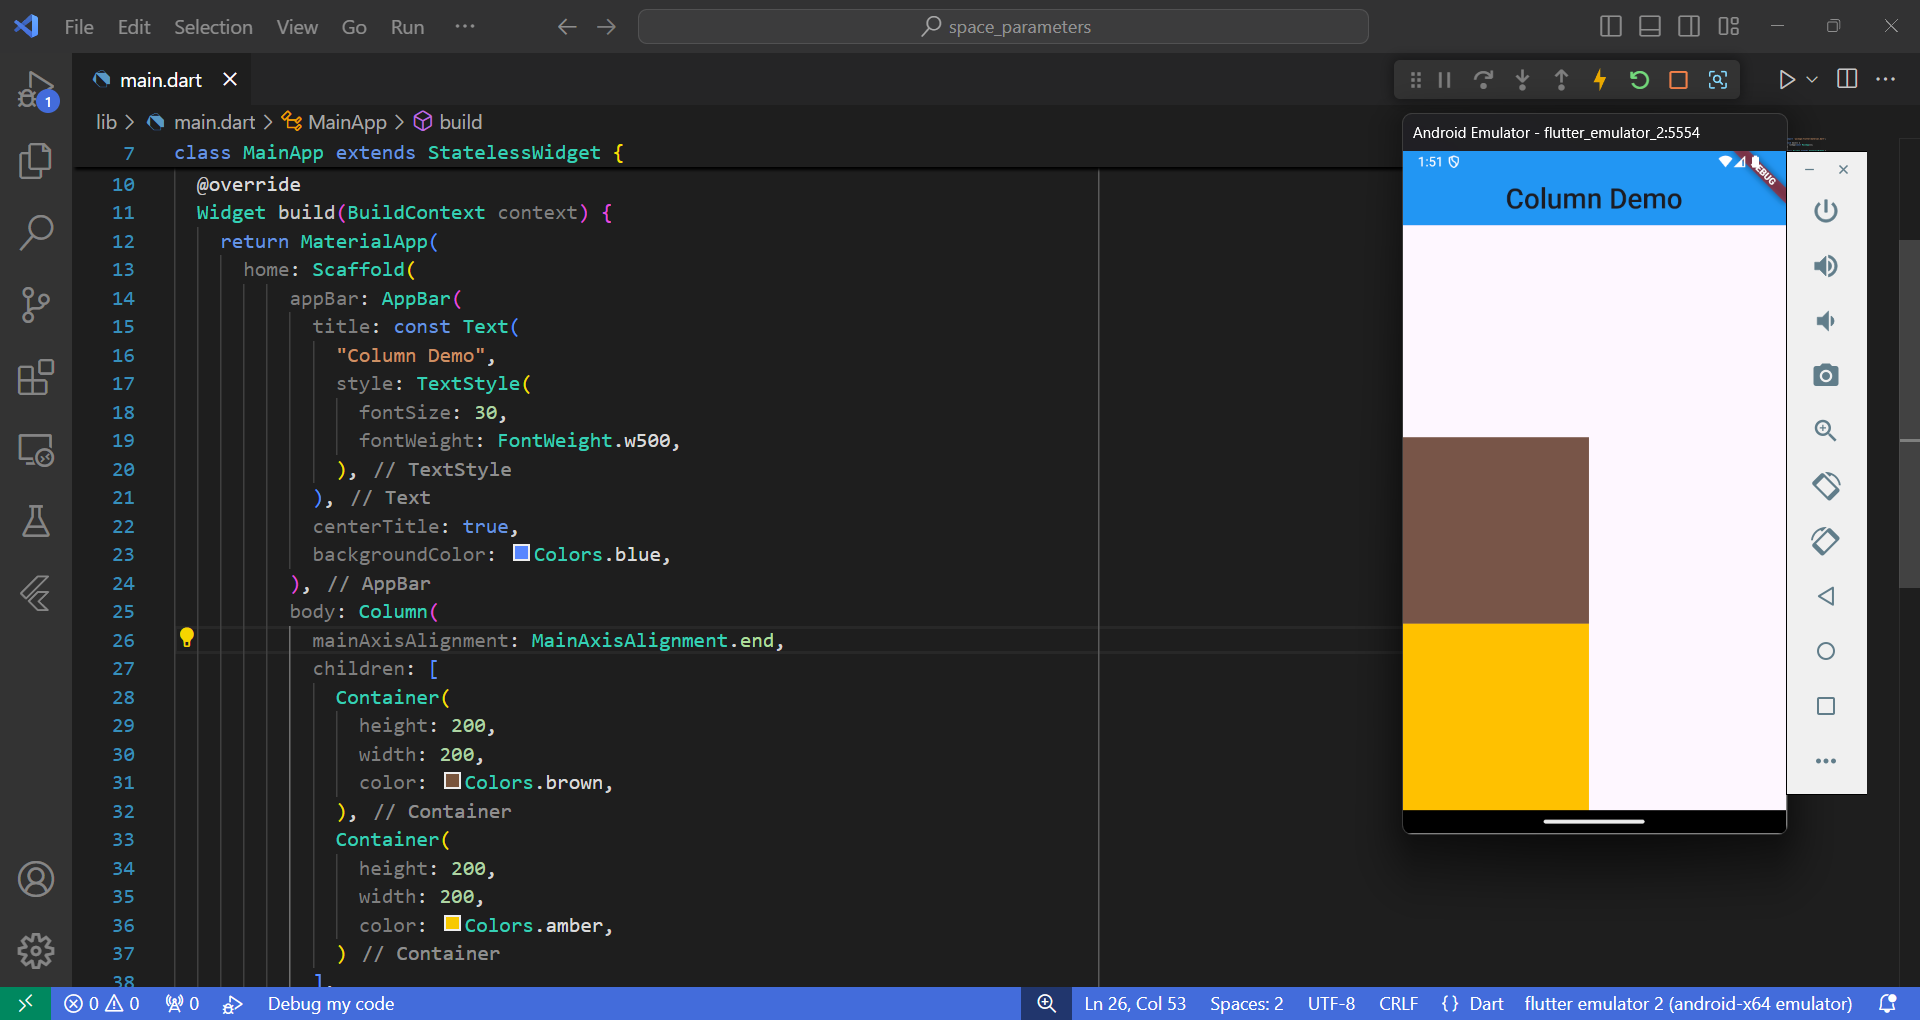 File Edit Selection View Go Run ···
space_parameters
1
main.dart
lib > main.dart > MainApp > build
7 class MainApp extends StatelessWidget {
10 @override
11 Widget build(BuildContext context) {
12 return MaterialApp(
13 home: Scaffold(
14 appBar: AppBar(
15 title: const Text(
16 "Column Demo",
17 style: TextStyle(
18 fontSize: 30,
19 fontWeight: FontWeight.w500,
20 ), // TextStyle
21 ), // Text
22 centerTitle: true,
23 backgroundColor: Colors.blue,
24 ), // AppBar
25 body: Column(
26 mainAxisAlignment: MainAxisAlignment.end,
27 children: [
28 Container(
29 height: 200,
30 width: 200,
31 color: Colors.brown,
32 ), // Container
33 Container(
34 height: 200,
35 width: 200,
36 color: Colors.amber,
37 ) // Container
38 ],
Android Emulator - flutter_emulator_2:5554
1:51
DEBUG
Column Demo
0 0 0 Debug my code
Ln 26, Col 53 Spaces: 2 UTF-8 CRLF {} Dart flutter emulator 2 (android-x64 emulator)